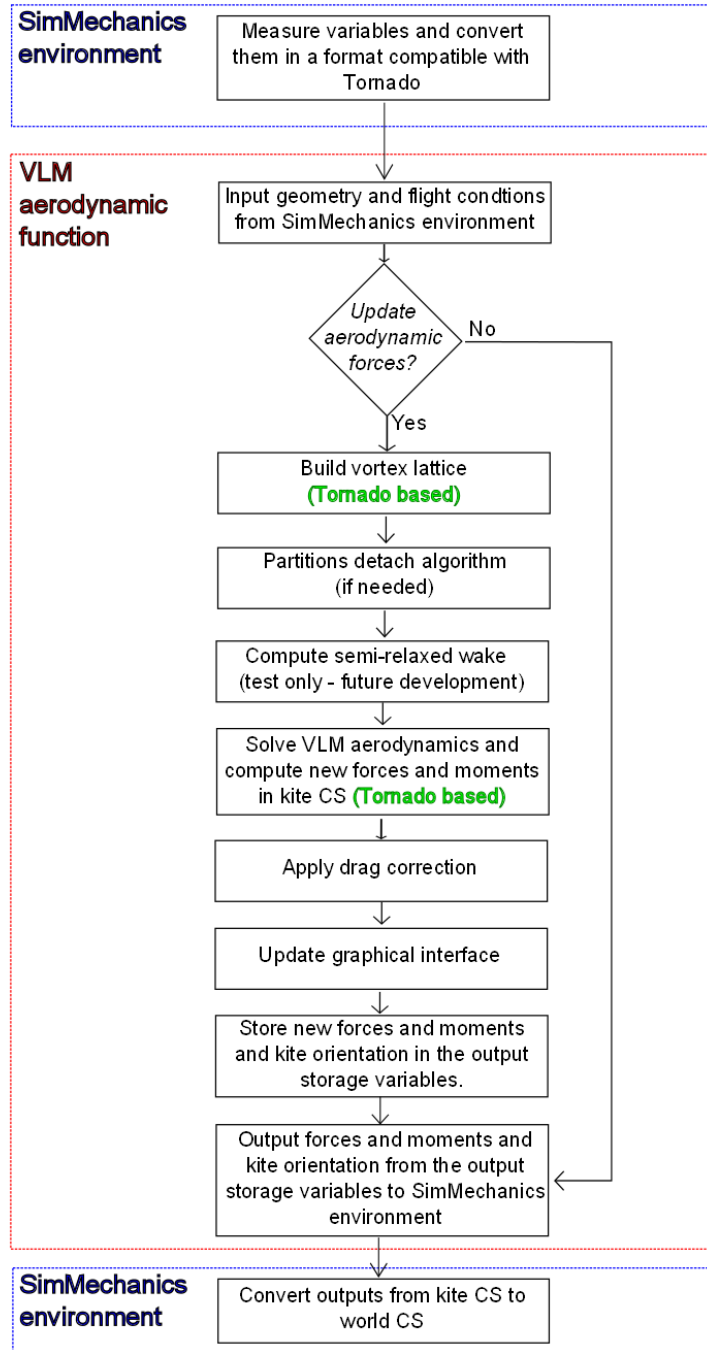 SimMechanics
environment
Measure variables and convert
them in a format compatible with
Tornado
VLM
aerodynamic
function
Input geometry and flight condtions
from SimMechanics environment
Update
aerodynamic
forces?
No
Yes
Build vortex lattice
(Tornado based)
Partitions detach algorithm
(if needed)
Compute semi-relaxed wake
(test only - future development)
Solve VLM aerodynamics and
compute new forces and moments
in kite CS (Tornado based)
Apply drag correction
Update graphical interface
Store new forces and moments
and kite orientation in the output
storage variables.
Output forces and moments and
kite orientation from the output
storage variables to SimMechanics
environment
SimMechanics
environment
Convert outputs from kite CS to
world CS